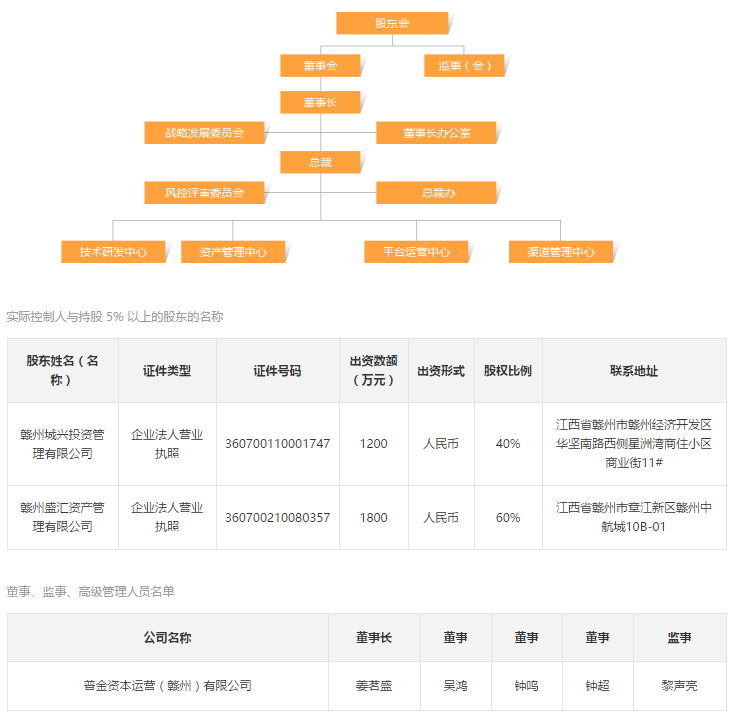 股东会
董事会
监事（会）
董事长
战略发展委员会
董事长办公室
总裁
风控评审委员会
总裁办
技术研发中心
资产管理中心
平台运营中心
渠道管理中心
实际控制人与持股 5% 以上的股东的名称
股东姓名（名称）
证件类型
证件号码
出资数额（万元）
出资形式
股权比例
联系地址
赣州城兴投资管理有限公司
企业法人营业执照
360700110001747
1200
人民币
40%
江西省赣州市赣州经济开发区
华坚南路西侧星洲湾商住小区
商业街11#
赣州盛汇资产管理有限公司
企业法人营业执照
360700210080357
1800
人民币
60%
江西省赣州市章江新区赣州中
航城10B-01
董事、监事、高级管理人员名单
公司名称
董事长
董事
董事
董事
监事
普金资本运营（赣州）有限公司
姜茗盛
吴鸿
钟鸣
钟超
黎声亮